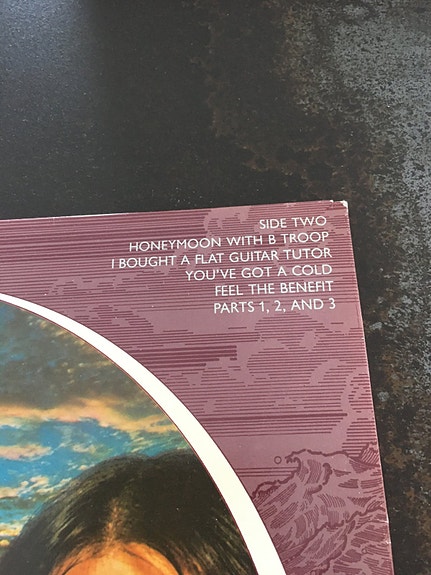 SIDE TWO
HONEYMOON WITH B TROOP
I BOUGHT A FLAT GUITAR TUTOR
YOU'VE GOT A COLD
FEEL THE BENEFIT
PARTS 1, 2, AND 3